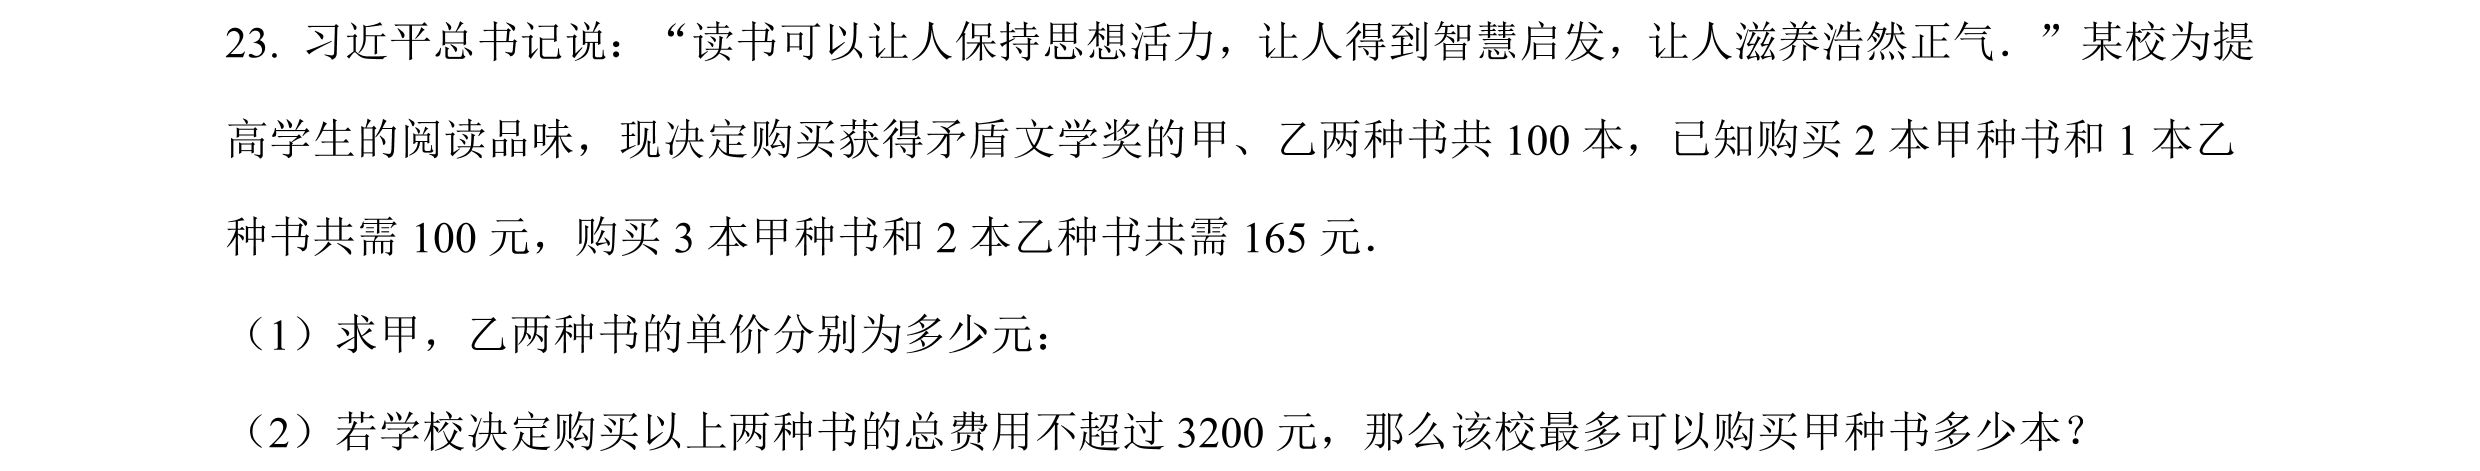 23. 习近平总书记说：“读书可以让人保持思想活力，让人得到智慧启发，让人滋养浩然正气．”某校为提
高学生的阅读品味，现决定购买获得矛盾文学奖的甲、乙两种书共 100 本，已知购买 2 本甲种书和 1 本乙
种书共需 100 元，购买 3 本甲种书和 2 本乙种书共需 165 元．
（1）求甲，乙两种书的单价分别为多少元：
（2）若学校决定购买以上两种书的总费用不超过 3200 元，那么该校最多可以购买甲种书多少本？